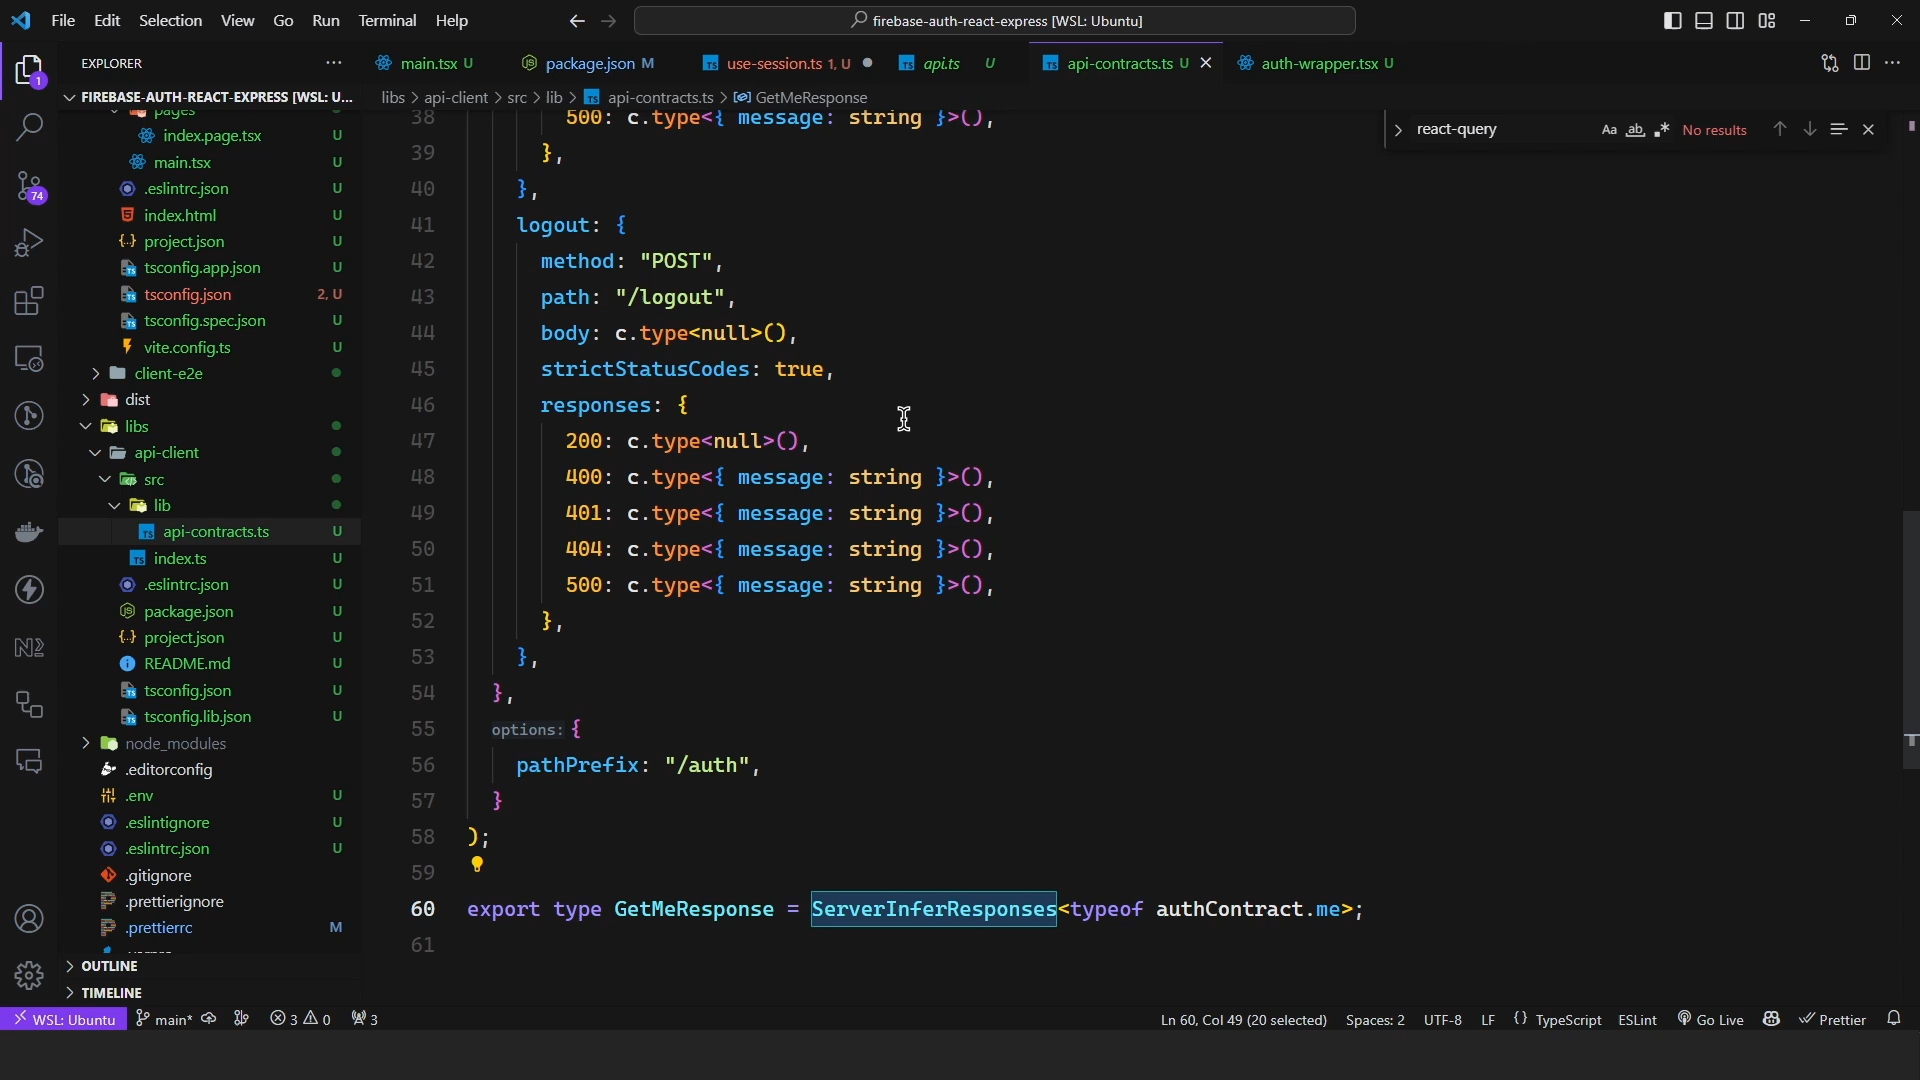 File Edit Selection View Go Run Terminal Help
firebase-auth-react-express [WSL: Ubuntu]
EXPLORER
main.tsx U
package.json M
use-session.ts 1, U
api.ts U
api-contracts.ts U
auth-wrapper.tsx U
FIREBASE-AUTH-REACT-EXPRESS [WSL: U...
libs > api-client > src > lib > TS api-contracts.ts > GetMeResponse
react-query
Aa ab No results
pages
index.page.tsx U
main.tsx U
.eslintrc.json U
index.html U
project.json U
tsconfig.app.json U
tsconfig.json 2, U
tsconfig.spec.json U
vite.config.ts U
client-e2e
dist
libs
api-client
src
lib
api-contracts.ts U
index.ts U
.eslintrc.json U
package.json U
project.json U
README.md U
tsconfig.json U
tsconfig.lib.json U
node_modules
.editorconfig
.env U
.eslintignore U
.eslintrc.json U
.gitignore
.prettierignore
.prettierrc M
OUTLINE
TIMELINE
1
74
38 500: c.type<{ message: string }>(),
39 },
40 },
41 logout: {
42 method: "POST",
43 path: "/logout",
44 body: c.type<null>(),
45 strictStatusCodes: true,
46 responses: {
47 200: c.type<null>(),
48 400: c.type<{ message: string }>(),
49 401: c.type<{ message: string }>(),
50 404: c.type<{ message: string }>(),
51 500: c.type<{ message: string }>(),
52 },
53 },
54 },
55 options: {
56 pathPrefix: "/auth",
57 }
58 );
59
60 export type GetMeResponse = ServerInferResponses<typeof authContract.me>;
61
WSL: Ubuntu main* 3 0 3 Ln 60, Col 49 (20 selected) Spaces: 2 UTF-8 LF {} TypeScript ESLint Go Live Prettier